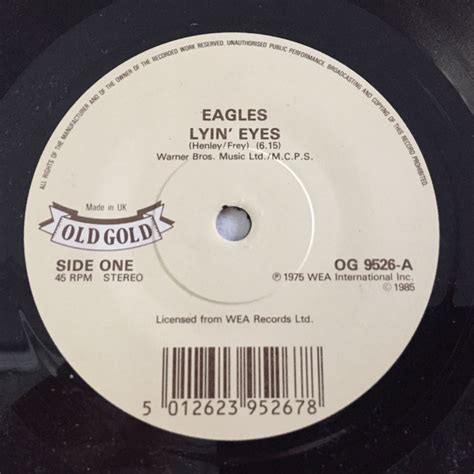 ALL RIGHTS OF THE MANUFACTURER AND OF THE OWNER OF THE RECORDED WORK RESERVED. UNAUTHORISED PUBLIC PERFORMANCE, BROADCASTING AND COPYING OF THIS RECORD PROHIBITED
EAGLES
LYIN' EYES
(Henley/Frey) (6.15)
Warner Bros. Music Ltd./M.C.P.S.
Made in UK
OLD GOLD
SIDE ONE
45 RPM STEREO
OG 9526-A
℗ 1975 WEA International Inc.
© 1985
Licensed from WEA Records Ltd.
5 012623 952678